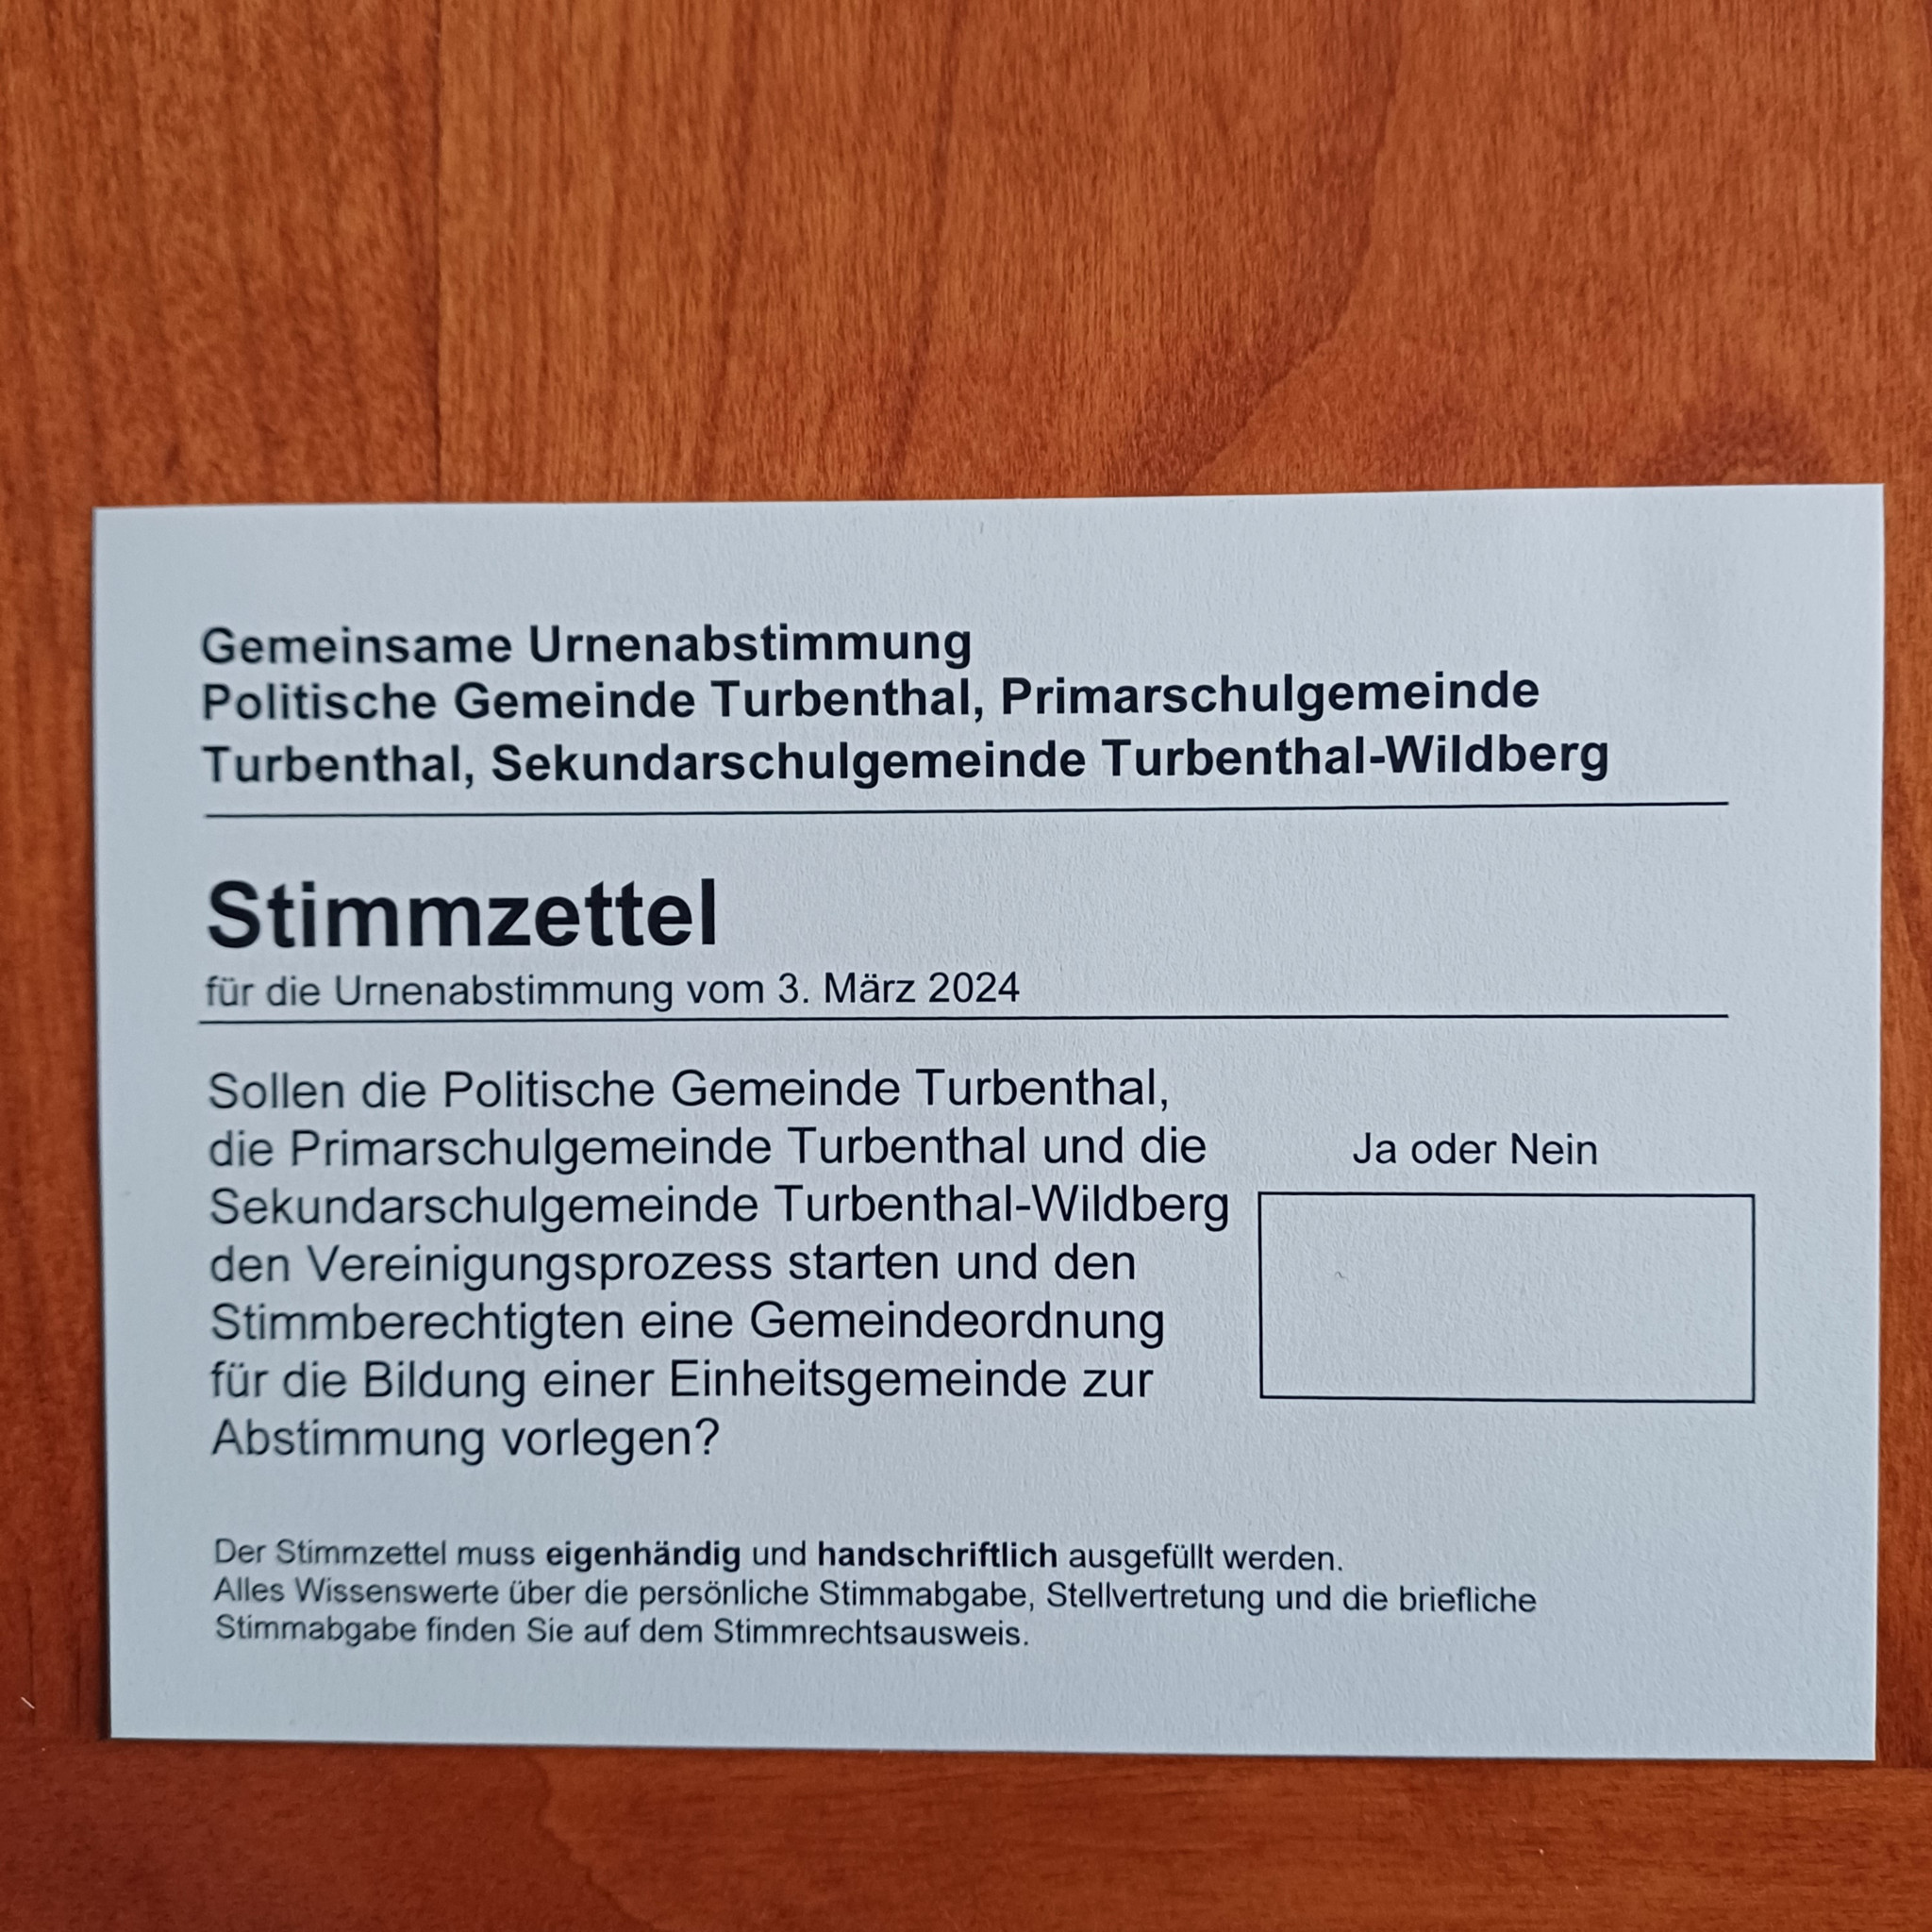 Gemeinsame Urnenabstimmung
Politische Gemeinde Turbenthal, Primarschulgemeinde
Turbenthal, Sekundarschulgemeinde Turbenthal-Wildberg
Stimmzettel
für die Urnenabstimmung vom 3. März 2024
Sollen die Politische Gemeinde Turbenthal,
die Primarschulgemeinde Turbenthal und die
Sekundarschulgemeinde Turbenthal-Wildberg
den Vereinigungsprozess starten und den
Stimmberechtigten eine Gemeindeordnung
für die Bildung einer Einheitsgemeinde zur
Abstimmung vorlegen?
Ja oder Nein
Der Stimmzettel muss eigenhändig und handschriftlich ausgefüllt werden.
Alles Wissenswerte über die persönliche Stimmabgabe, Stellvertretung und die briefliche
Stimmabgabe finden Sie auf dem Stimmrechtsausweis.